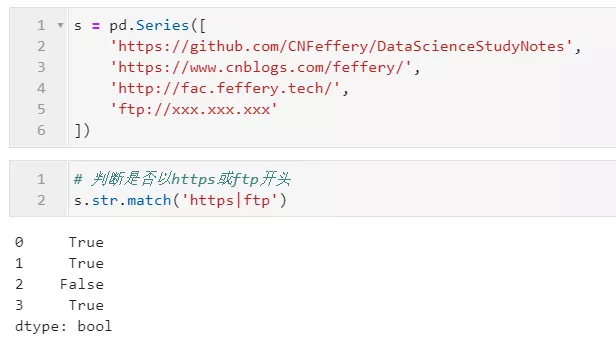 1 s = pd.Series([
2     'https://github.com/CNFeffery/DataScienceStudyNotes',
3     'https://www.cnblogs.com/feffery/',
4     'http://fac.feffery.tech/',
5     'ftp://xxx.xxx.xxx'
6 ])
1 # 判断是否以https或ftp开头
2 s.str.match('https|ftp')
0     True
1     True
2    False
3     True
dtype: bool